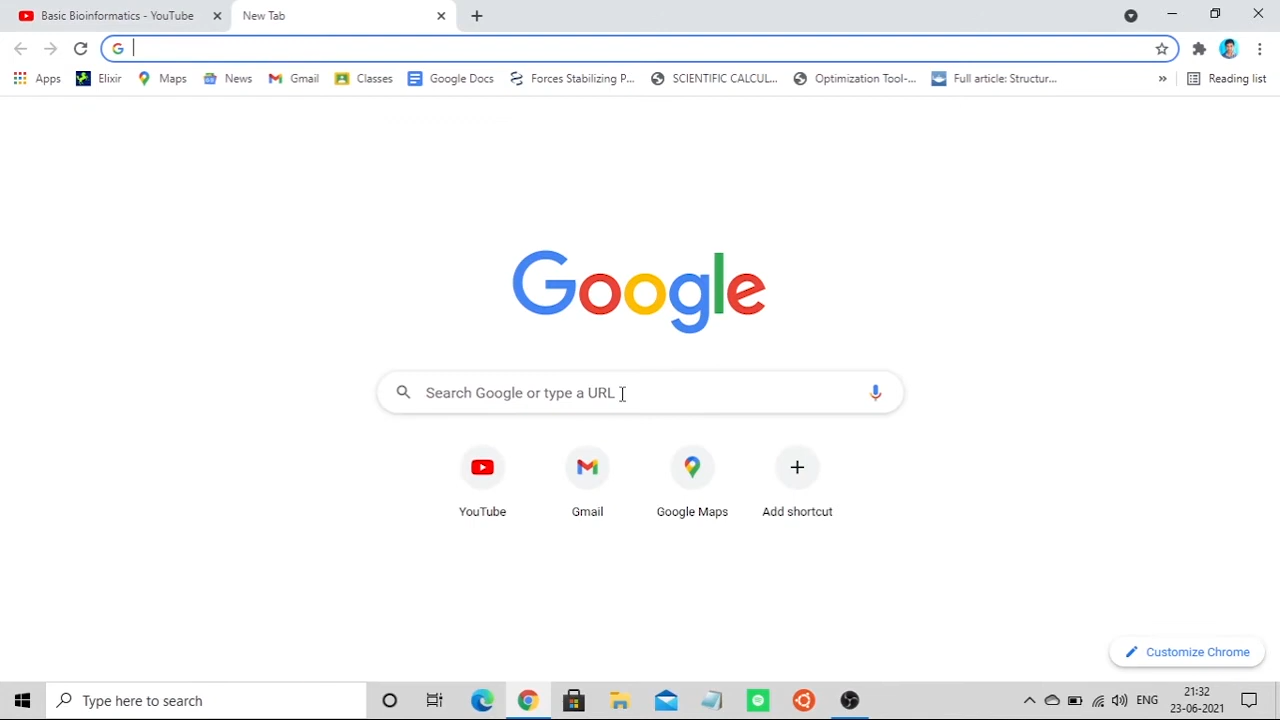 Basic Bioinformatics - YouTube
New Tab
Apps
Elixir
Maps
News
Gmail
Classes
Google Docs
Forces Stabilizing P...
SCIENTIFIC CALCUL...
Optimization Tool-...
Full article: Structur...
Reading list
Google
Search Google or type a URL
YouTube
Gmail
Google Maps
Add shortcut
Customize Chrome
Type here to search
ENG
21:32
23-06-2021